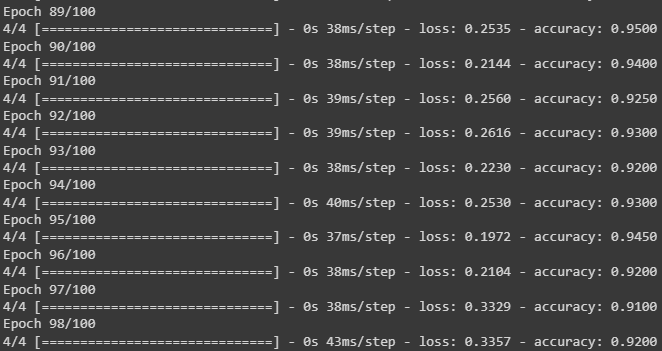 Epoch 89/100
4/4 [==============================] - 0s 38ms/step - loss: 0.2535 - accuracy: 0.9500
Epoch 90/100
4/4 [==============================] - 0s 38ms/step - loss: 0.2144 - accuracy: 0.9400
Epoch 91/100
4/4 [==============================] - 0s 39ms/step - loss: 0.2560 - accuracy: 0.9250
Epoch 92/100
4/4 [==============================] - 0s 39ms/step - loss: 0.2616 - accuracy: 0.9300
Epoch 93/100
4/4 [==============================] - 0s 38ms/step - loss: 0.2230 - accuracy: 0.9200
Epoch 94/100
4/4 [==============================] - 0s 40ms/step - loss: 0.2530 - accuracy: 0.9300
Epoch 95/100
4/4 [==============================] - 0s 37ms/step - loss: 0.1972 - accuracy: 0.9450
Epoch 96/100
4/4 [==============================] - 0s 38ms/step - loss: 0.2104 - accuracy: 0.9200
Epoch 97/100
4/4 [==============================] - 0s 38ms/step - loss: 0.3329 - accuracy: 0.9100
Epoch 98/100
4/4 [==============================] - 0s 43ms/step - loss: 0.3357 - accuracy: 0.9200